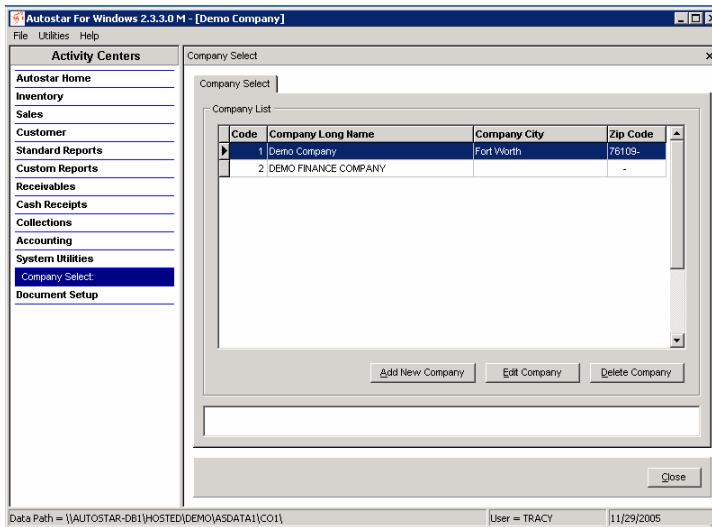 Autostar For Windows 2.3.3.0 M - [Demo Company]
File Utilities Help
Activity Centers
Autostar Home
Inventory
Sales
Customer
Standard Reports
Custom Reports
Receivables
Cash Receipts
Collections
Accounting
System Utilities
Company Select:
Document Setup
Company Select
Company Select
Company List
Code Company Long Name Company City Zip Code
1 Demo Company Fort Worth 76109-
2 DEMO FINANCE COMPANY -
Add New Company Edit Company Delete Company
Close
Data Path = \\AUTOSTAR-DB1\HOSTED\DEMO\ASDATA1\CO1\ User = TRACY 11/29/2005